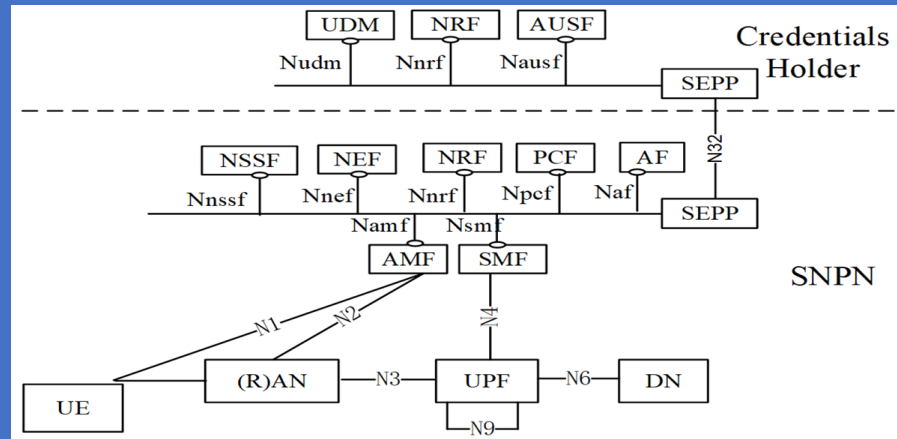 UDM NRF AUSF
Credentials
Holder
Nudm Nnrf Nausf
SEPP
N32
NSSF NEF NRF PCF AF
Nnssf Nnef Nnrf Npcf Naf
SEPP
Namf Nsmf
AMF SMF
SNPN
N1 N2 N4
(R)AN N3 UPF N6 DN
UE
N9